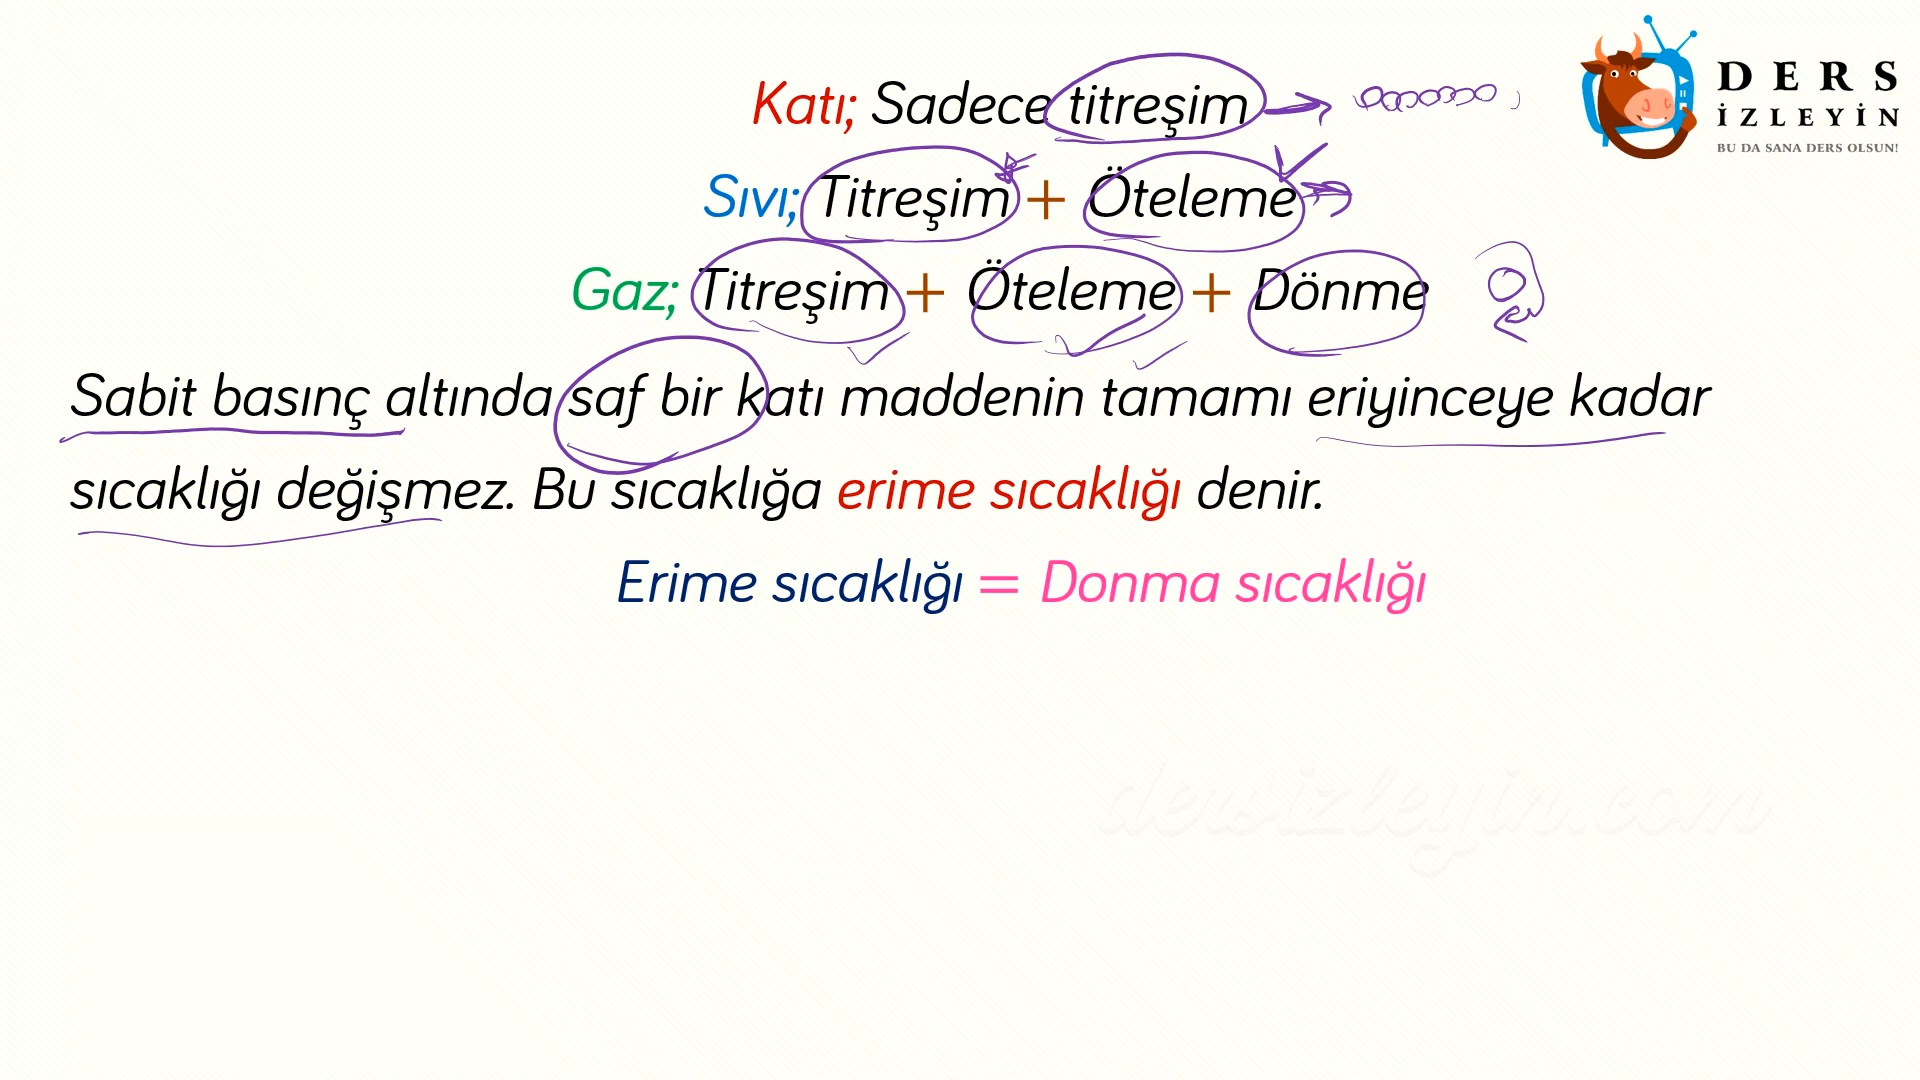 Katı; Sadece titreşim
Sıvı; Titreşim + Öteleme
Gaz; Titreşim + Öteleme + Dönme
Sabit basınç altında saf bir katı maddenin tamamı eriyinceye kadar
sıcaklığı değişmez. Bu sıcaklığa erime sıcaklığı denir.
Erime sıcaklığı = Donma sıcaklığı
DERS
İZLEYİN
BU DA SANA DERS OLSUN!
dersizleyin.com